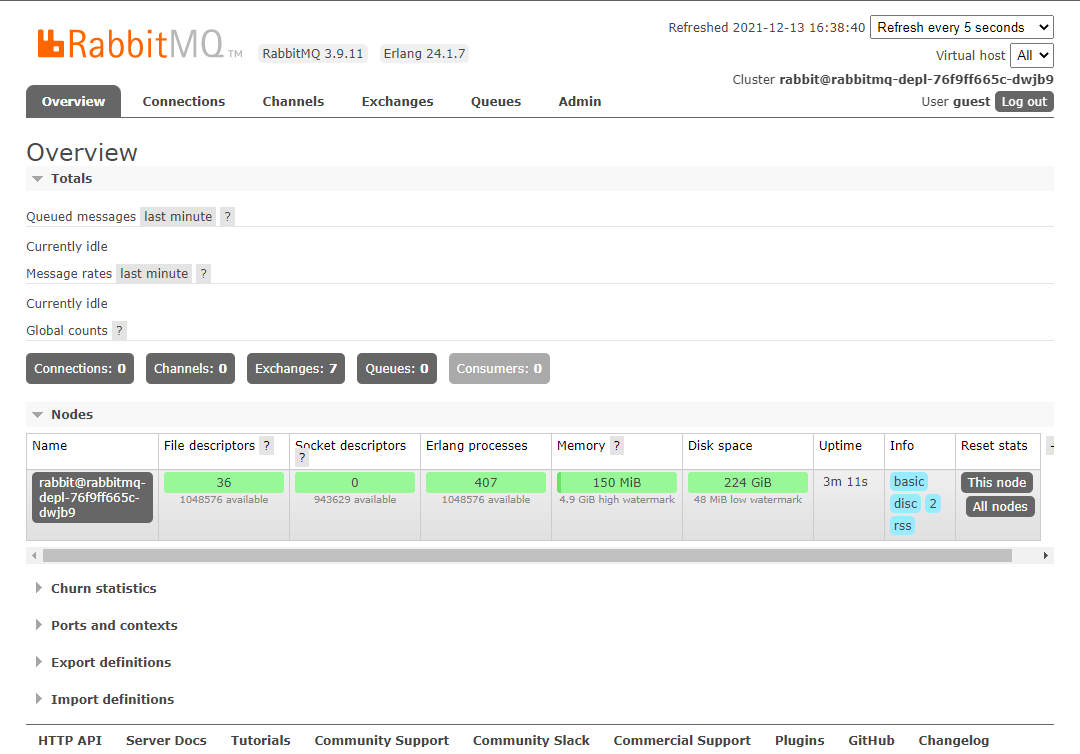 RabbitMQ TM RabbitMQ 3.9.11 Erlang 24.1.7
Refreshed 2021-12-13 16:38:40 Refresh every 5 seconds
Virtual host All
Cluster rabbit@rabbitmq-depl-76f9ff665c-dwjb9
User guest Log out
Overview Connections Channels Exchanges Queues Admin
Overview
Totals
Queued messages last minute ?
Currently idle
Message rates last minute ?
Currently idle
Global counts ?
Connections: 0 Channels: 0 Exchanges: 7 Queues: 0 Consumers: 0
Nodes
Name File descriptors ? Socket descriptors ? Erlang processes Memory ? Disk space Uptime Info Reset stats
rabbit@rabbitmq-
depl-76f9ff665c-
dwjb9
36 0 407 150 MiB 224 GiB 3m 11s basic This node
1048576 available 943629 available 1048576 available 4.9 GiB high watermark 48 MiB low watermark
disc 2 All nodes
rss
Churn statistics
Ports and contexts
Export definitions
Import definitions
HTTP API Server Docs Tutorials Community Support Community Slack Commercial Support Plugins GitHub Changelog